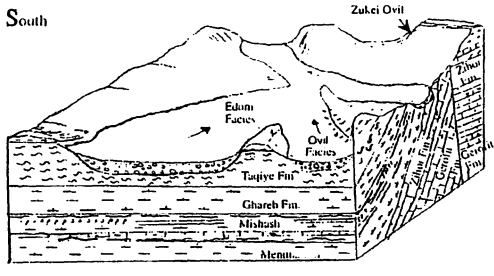 South
Zukei Ovil
Edom
Facies
Ovil
Facies
Taqiye Fm
Ghareb Fm.
Mishash
Menui
Zihor
Fm.
Zihor Fm
Gerofit
Gerofit
Fm.